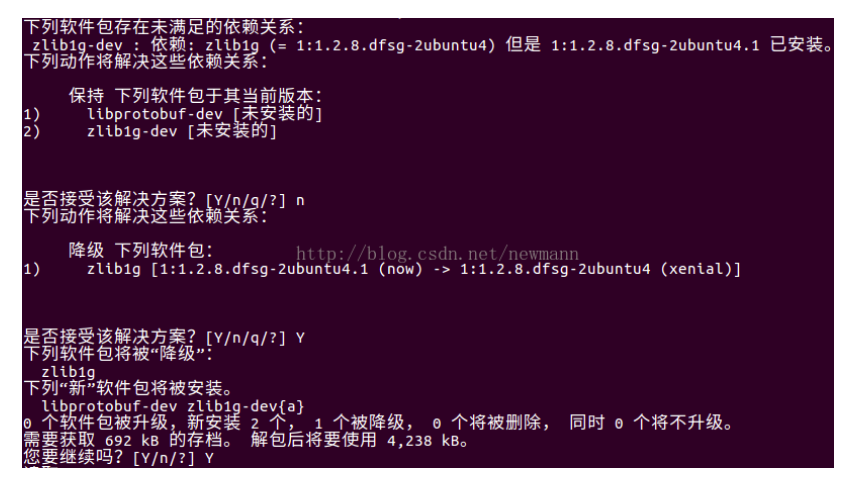 下列软件包存在未满足的依赖关系：
zlib1g-dev : 依赖: zlib1g (= 1:1.2.8.dfsg-2ubuntu4) 但是 1:1.2.8.dfsg-2ubuntu4.1 已安装。
下列动作将解决这些依赖关系：
保持 下列软件包于其当前版本：
1) libprotobuf-dev [未安装的]
2) zlib1g-dev [未安装的]
是否接受该解决方案？[Y/n/q/?] n
下列动作将解决这些依赖关系：
降级 下列软件包：
http://blog.csdn.net/newmann
1) zlib1g [1:1.2.8.dfsg-2ubuntu4.1 (now) -> 1:1.2.8.dfsg-2ubuntu4 (xenial)]
是否接受该解决方案？[Y/n/q/?] Y
下列软件包将被“降级”：
zlib1g
下列“新”软件包将被安装。
libprotobuf-dev zlib1g-dev{a}
0 个软件包被升级，新安装 2 个， 1 个被降级， 0 个将被删除， 同时 0 个将不升级。
需要获取 692 kB 的存档。 解包后将要使用 4,238 kB。
您要继续吗？[Y/n/?] Y